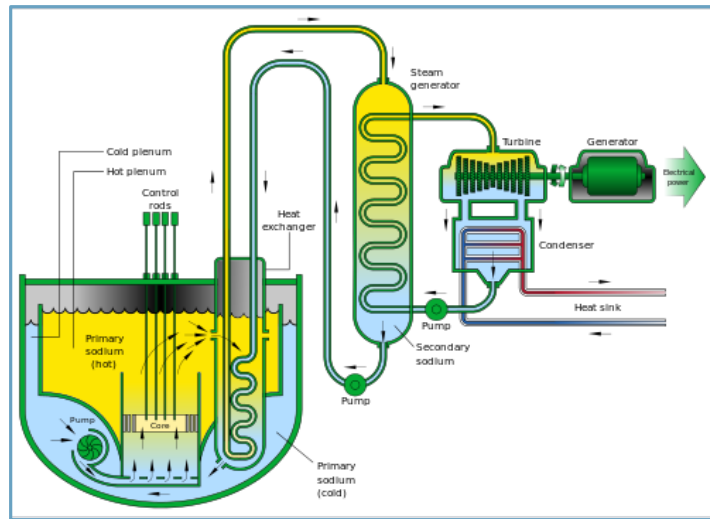 Steam
generator
Turbine
Generator
Electrical
power
Cold plenum
Hot plenum
Control
rods
Heat
exchanger
Condenser
Heat sink
Pump
Secondary
sodium
Pump
Primary
sodium
(hot)
Pump
Core
Primary
sodium
(cold)